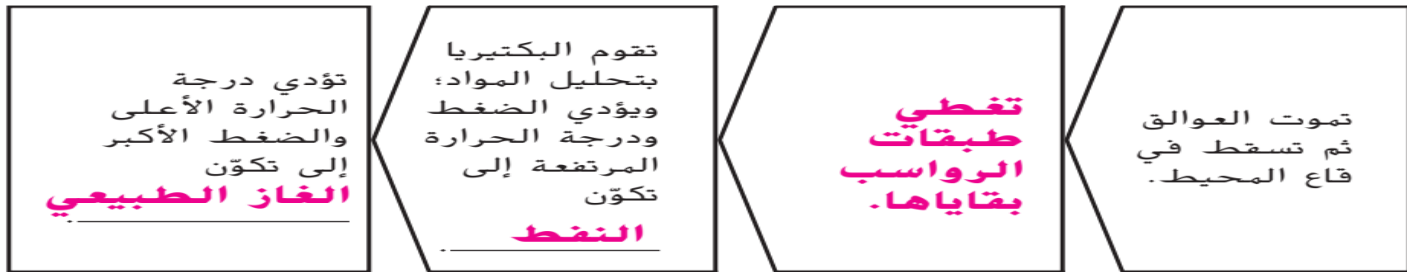 تموت العوالق
ثم تسقط في
قاع المحيط.
تغطي
طبقات
الرواسب
بقاياها.
تقوم البكتيريا
بتحليل المواد؛
ويؤدي الضغط
ودرجة الحرارة
المرتفعة إلى
تكوّن
النفط.
تؤدي درجة
الحرارة الأعلى
والضغط الأكبر
إلى تكوّن
الغاز الطبيعي
.